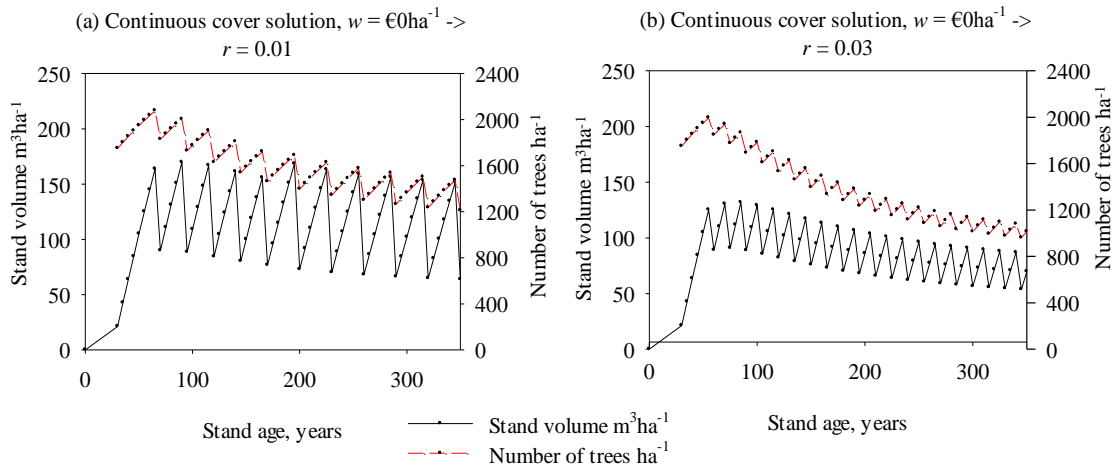 (a) Continuous cover solution, w = €0ha⁻¹ ->
r = 0.01
250
200
150
100
50
0
Stand volume m³ha⁻¹
2400
2000
1600
1200
800
400
0
Number of trees ha⁻¹
0
100
200
300
Stand age, years
(b) Continuous cover solution, w = €0ha⁻¹ ->
r = 0.03
250
200
150
100
50
0
Stand volume m³ha⁻¹
2400
2000
1600
1200
800
400
0
Number of trees ha⁻¹
0
100
200
300
Stand age, years
Stand volume m³ha⁻¹
Number of trees ha⁻¹